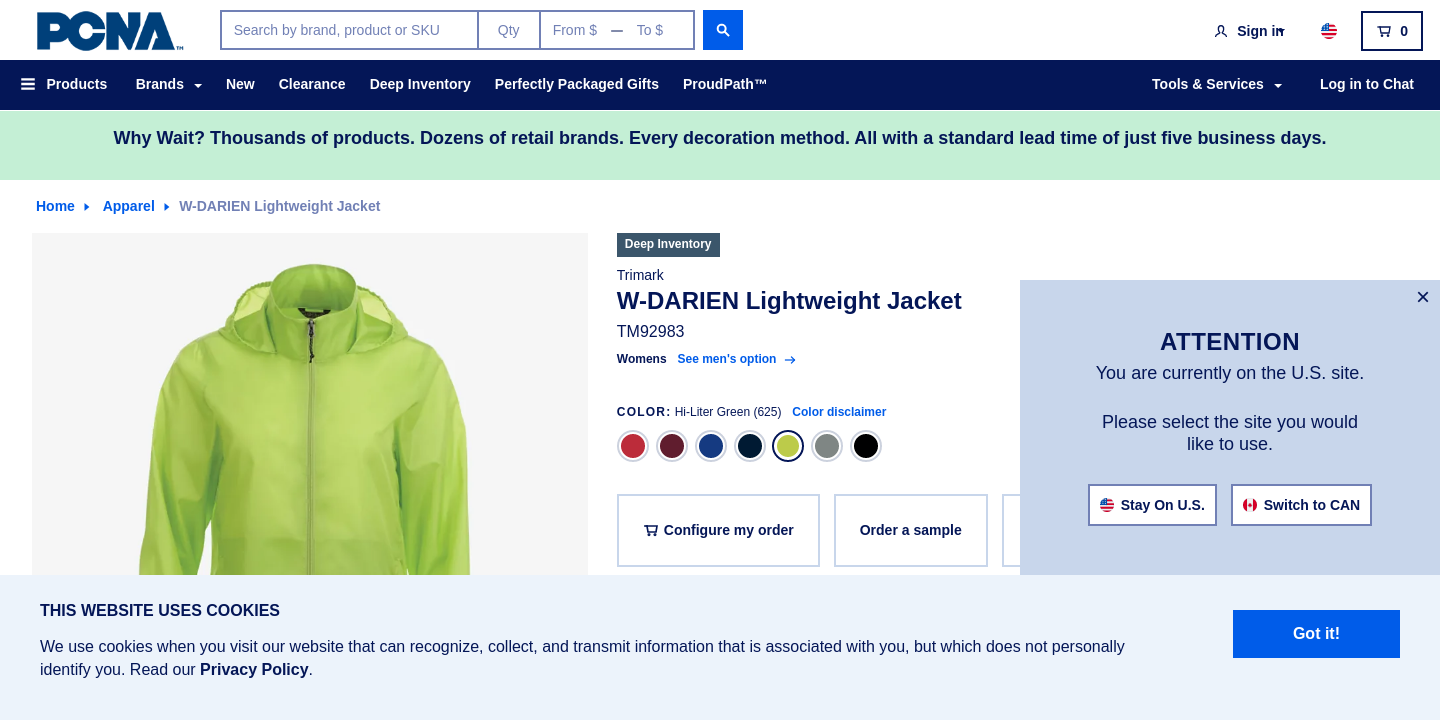 PCNA™
Search by brand, product or SKU
Qty
From $ — To $
Sign in
0
Products
Brands
New
Clearance
Deep Inventory
Perfectly Packaged Gifts
ProudPath™
Tools & Services
Log in to Chat
Why Wait? Thousands of products. Dozens of retail brands. Every decoration method. All with a standard lead time of just five business days.
Home
Apparel
W-DARIEN Lightweight Jacket
Deep Inventory
Trimark
W-DARIEN Lightweight Jacket
TM92983
Womens See men's option
COLOR: Hi-Liter Green (625) Color disclaimer
Configure my order
Order a sample
ATTENTION
You are currently on the U.S. site.
Please select the site you would
like to use.
Stay On U.S.
Switch to CAN
THIS WEBSITE USES COOKIES
We use cookies when you visit our website that can recognize, collect, and transmit information that is associated with you, but which does not personally
identify you. Read our Privacy Policy.
Got it!